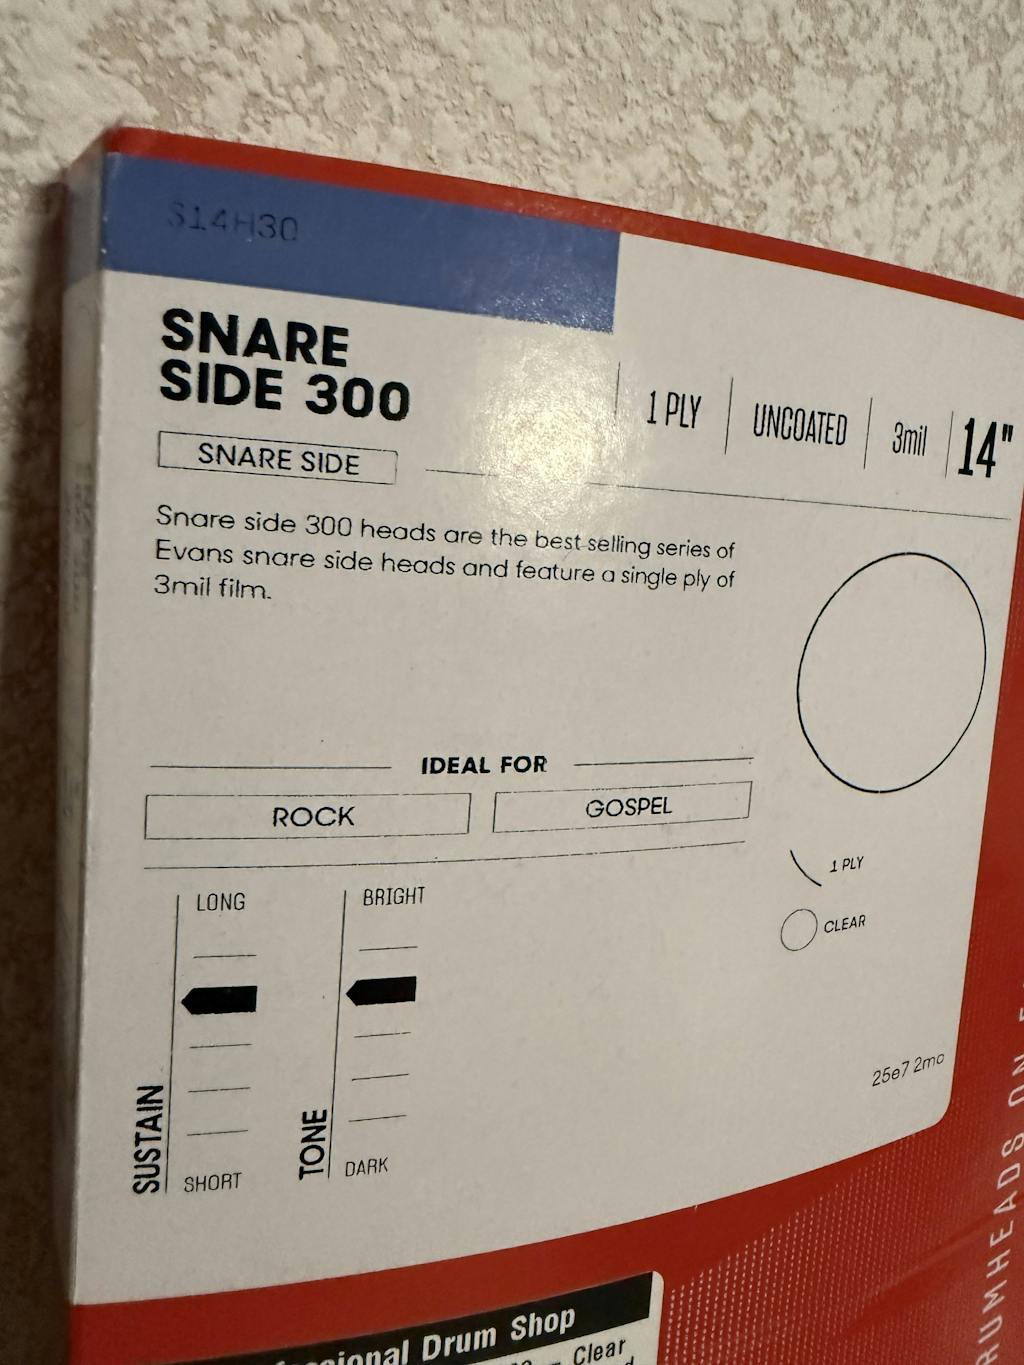 S14H30
SNARE
SIDE 300
SNARE SIDE
1 PLY
UNCOATED
3mil
14"
Snare side 300 heads are the best-selling series of
Evans snare side heads and feature a single ply of
3mil film.
IDEAL FOR
ROCK
GOSPEL
1 PLY
CLEAR
LONG
SUSTAIN
SHORT
BRIGHT
TONE
DARK
25e7 2mo
Drum Shop
Clear
ON